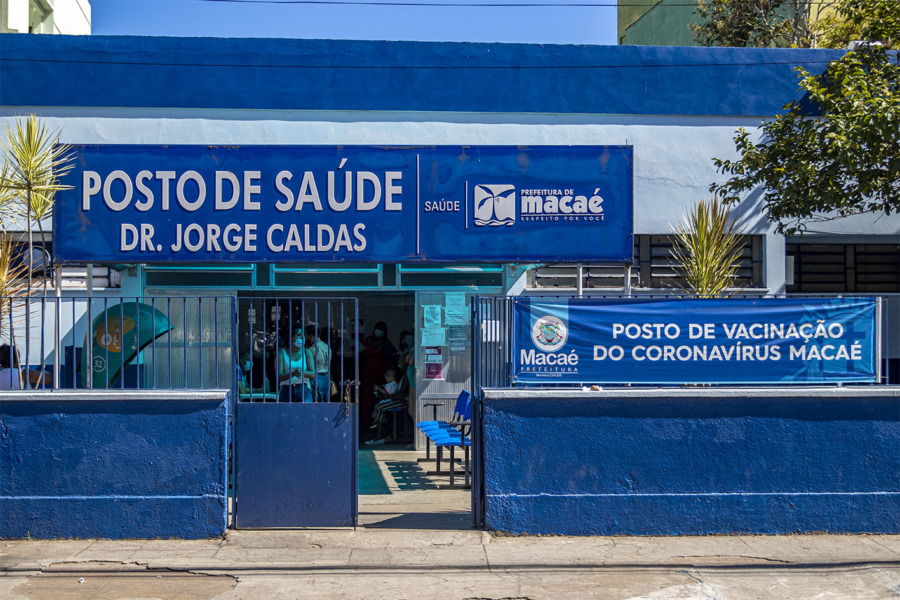 POSTO DE SAÚDE
DR. JORGE CALDAS
SAÚDE
PREFEITURA DE
macaé
RESPEITO POR VOCÊ
oi
Macaé
PREFEITURA
POSTO DE VACINAÇÃO
DO CORONAVÍRUS MACAÉ